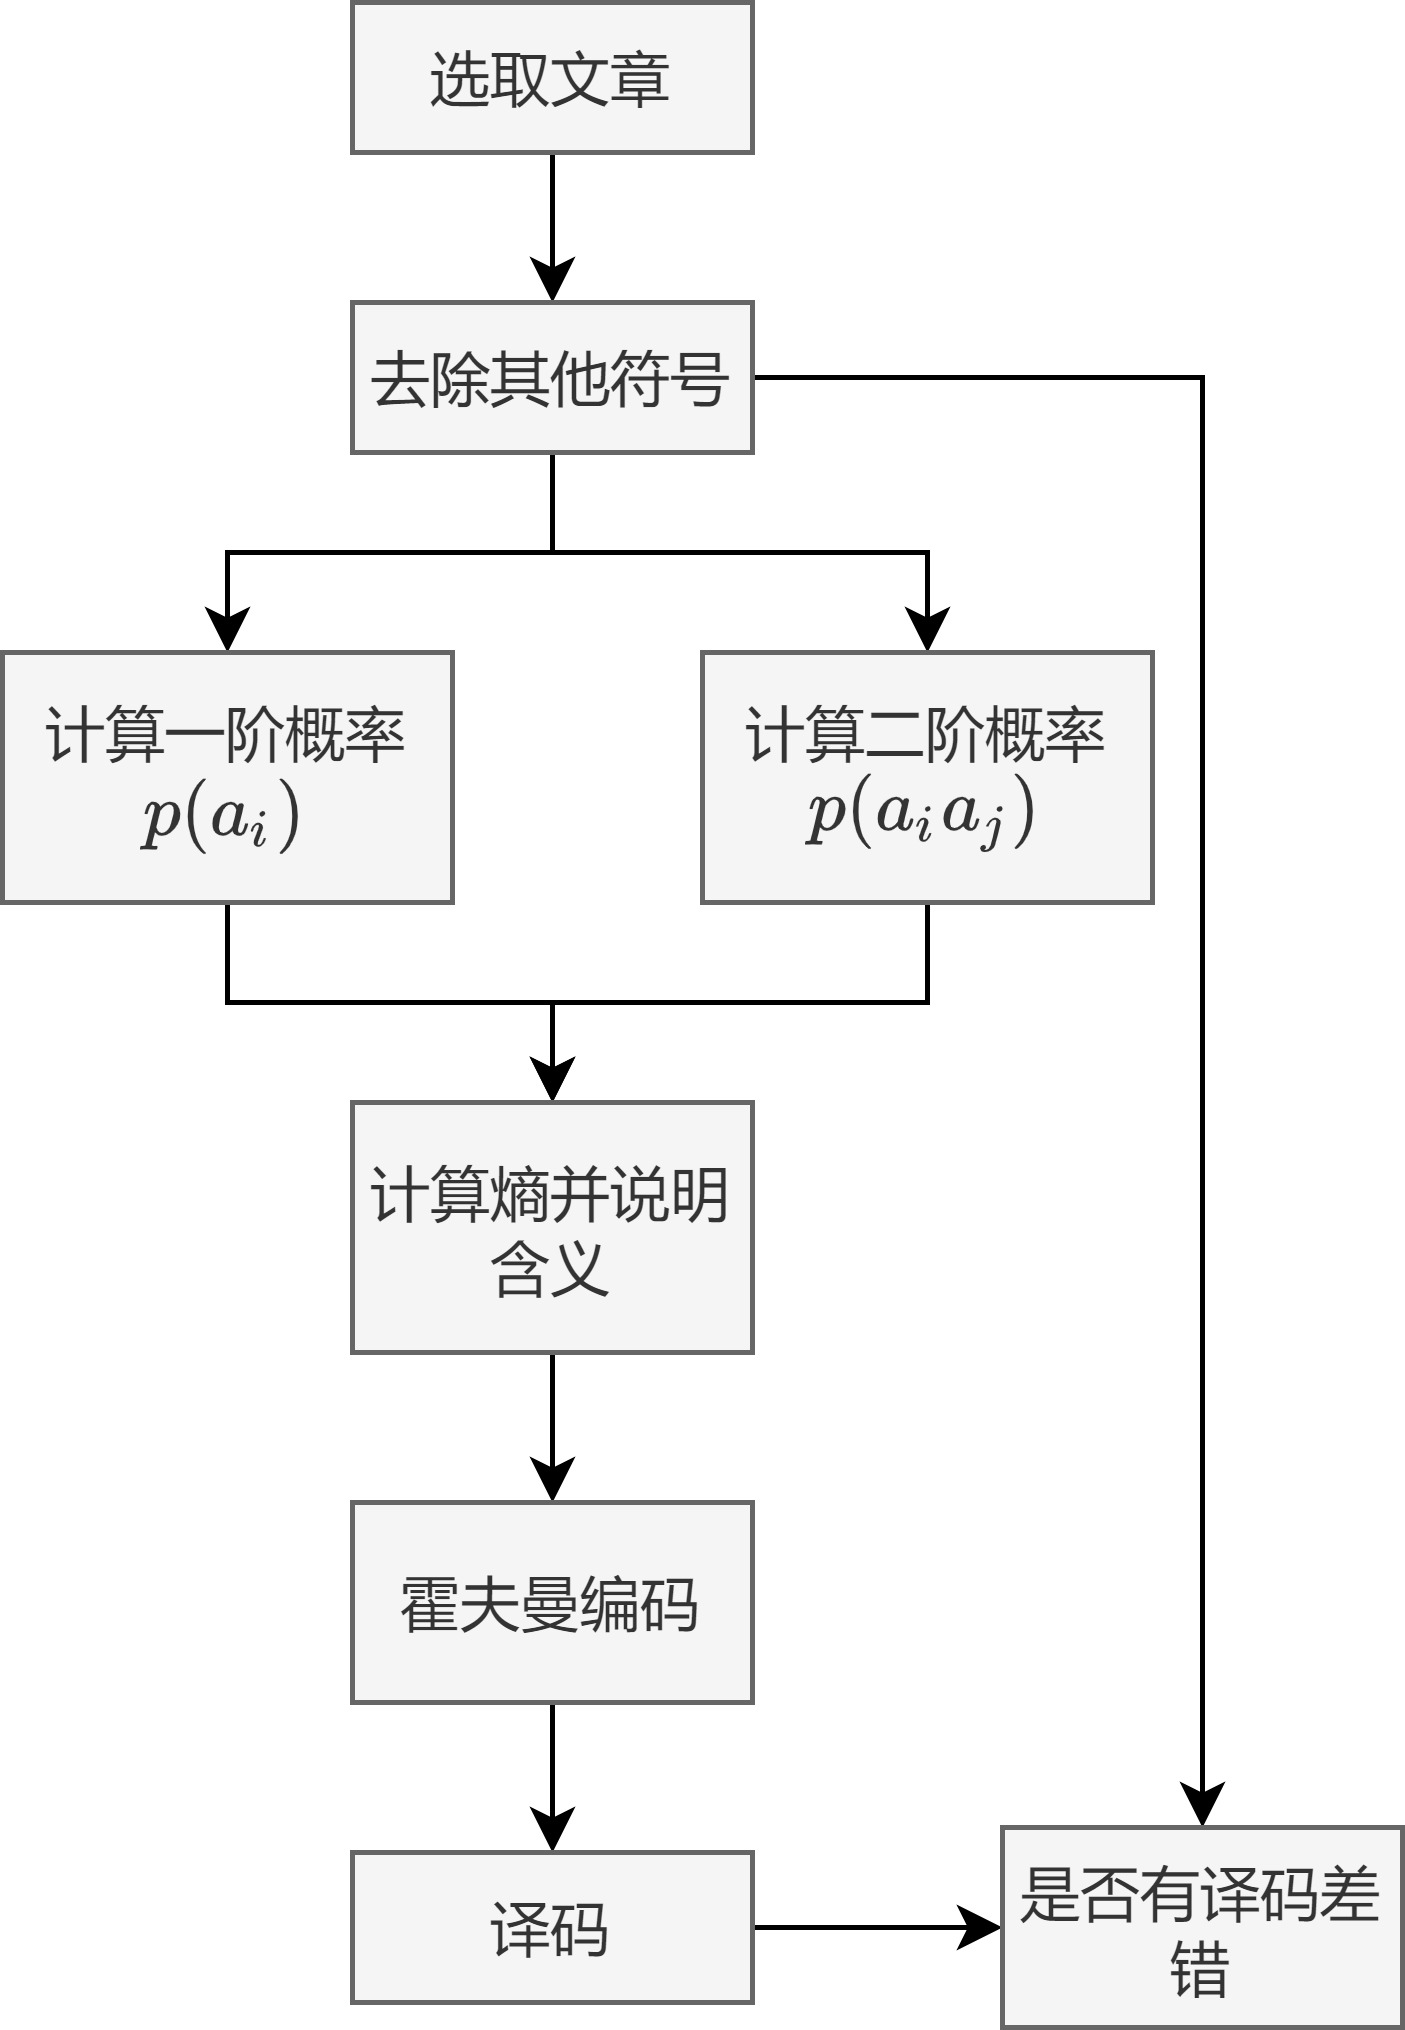 选取文章
去除其他符号
计算一阶概率
p(a_i)
计算二阶概率
p(a_i a_j)
计算熵并说明
含义
霍夫曼编码
译码
是否有译码差
错